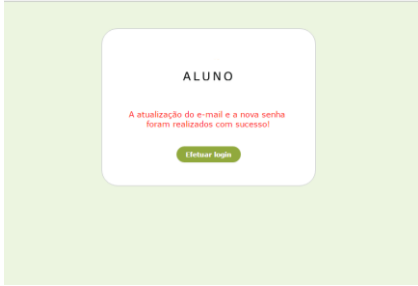 ALUNO
A atualização do e-mail e a nova senha
foram realizados com sucesso!
Efetuar login